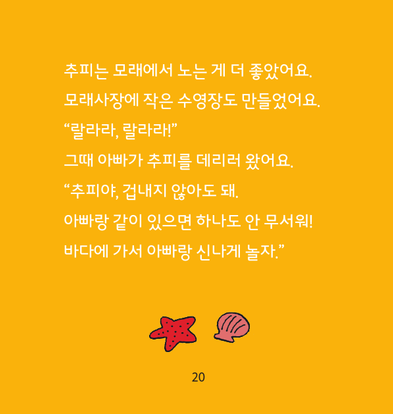 추피는 모래에서 노는 게 더 좋았어요.
모래사장에 작은 수영장도 만들었어요.
“랄라라, 랄라라!”
그때 아빠가 추피를 데리러 왔어요.
“추피야, 겁내지 않아도 돼.
아빠랑 같이 있으면 하나도 안 무서워!
바다에 가서 아빠랑 신나게 놀자.”
20